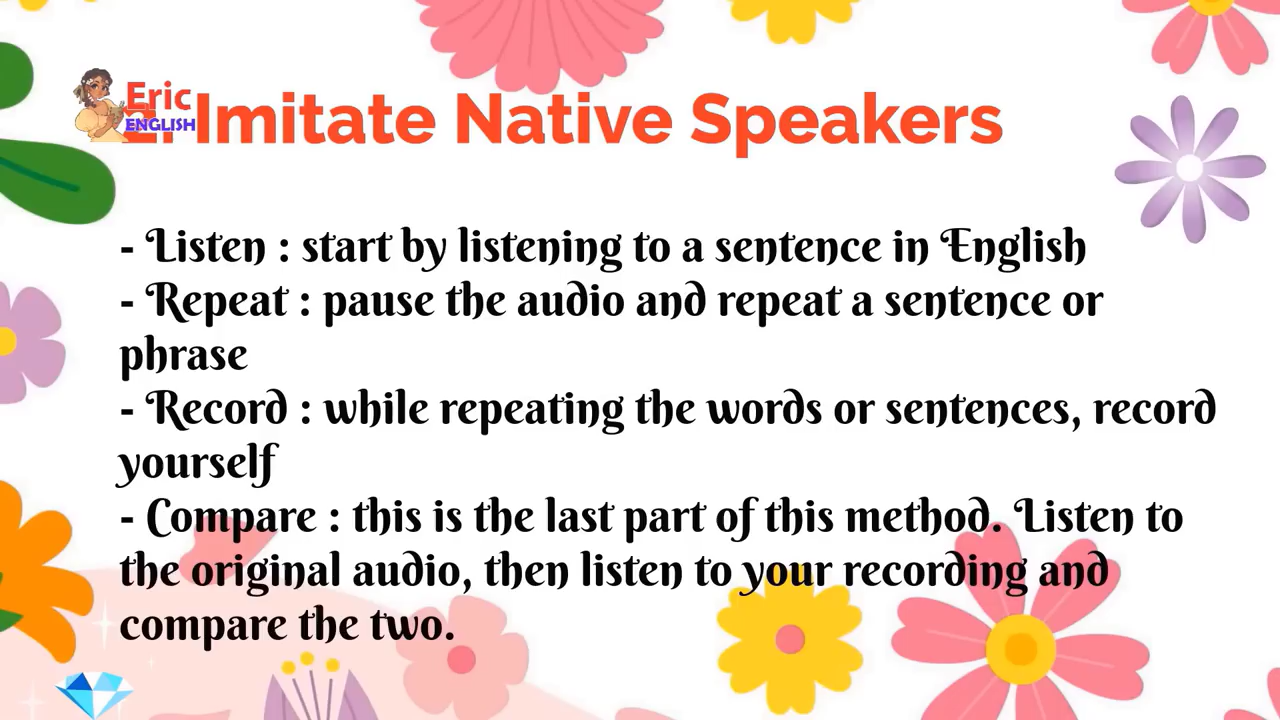 Eric
ENGLISH
Imitate Native Speakers
- Listen : start by listening to a sentence in English
- Repeat : pause the audio and repeat a sentence or
phrase
- Record : while repeating the words or sentences, record
yourself
- Compare : this is the last part of this method. Listen to
the original audio, then listen to your recording and
compare the two.